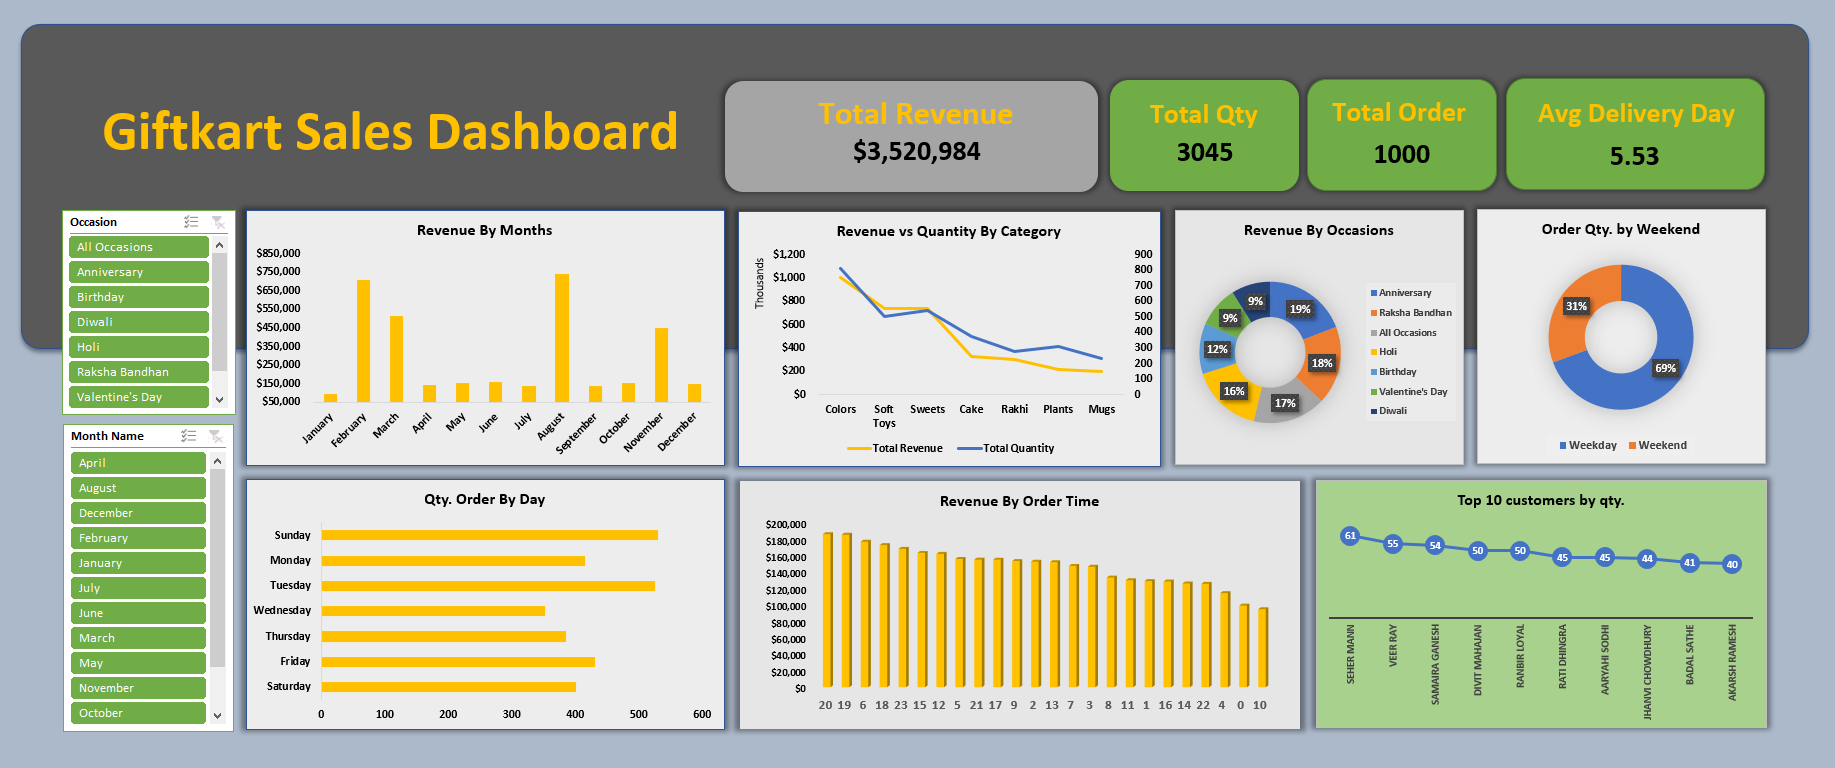 Giftkart Sales Dashboard
Total Revenue
$3,520,984
Total Qty
3045
Total Order
1000
Avg Delivery Day
5.53
Occasion
All Occasions
Anniversary
Birthday
Diwali
Holi
Raksha Bandhan
Valentine's Day
Month Name
April
August
December
February
January
July
June
March
May
November
October
Revenue By Months
$850,000
$750,000
$650,000
$550,000
$450,000
$350,000
$250,000
$150,000
$50,000
January
February
March
April
May
June
July
August
September
October
November
December
Revenue vs Quantity By Category
Thousands
$1,200
$1,000
$800
$600
$400
$200
$0
900
800
700
600
500
400
300
200
100
0
Colors
Soft
Toys
Sweets
Cake
Rakhi
Plants
Mugs
Total Revenue
Total Quantity
Revenue By Occasions
19%
18%
17%
16%
12%
9%
9%
Anniversary
Raksha Bandhan
All Occasions
Holi
Birthday
Valentine's Day
Diwali
Order Qty. by Weekend
31%
69%
Weekday
Weekend
Qty. Order By Day
Sunday
Monday
Tuesday
Wednesday
Thursday
Friday
Saturday
0 100 200 300 400 500 600
Revenue By Order Time
$200,000
$180,000
$160,000
$140,000
$120,000
$100,000
$80,000
$60,000
$40,000
$20,000
$0
20 19 6 18 23 15 12 5 21 17 9 2 13 7 3 8 11 1 16 14 22 4 0 10
Top 10 customers by qty.
61 55 54 50 50 45 45 44 41 40
SEHER MANN
VEER RAY
SAMAIRA GANESH
DIVIT MAHAJAN
RANBIR LOYAL
RATI DHINGRA
AARYAHI SODHI
JHANVI CHOWDHURY
BADAL SATHE
AKARSH RAMESH